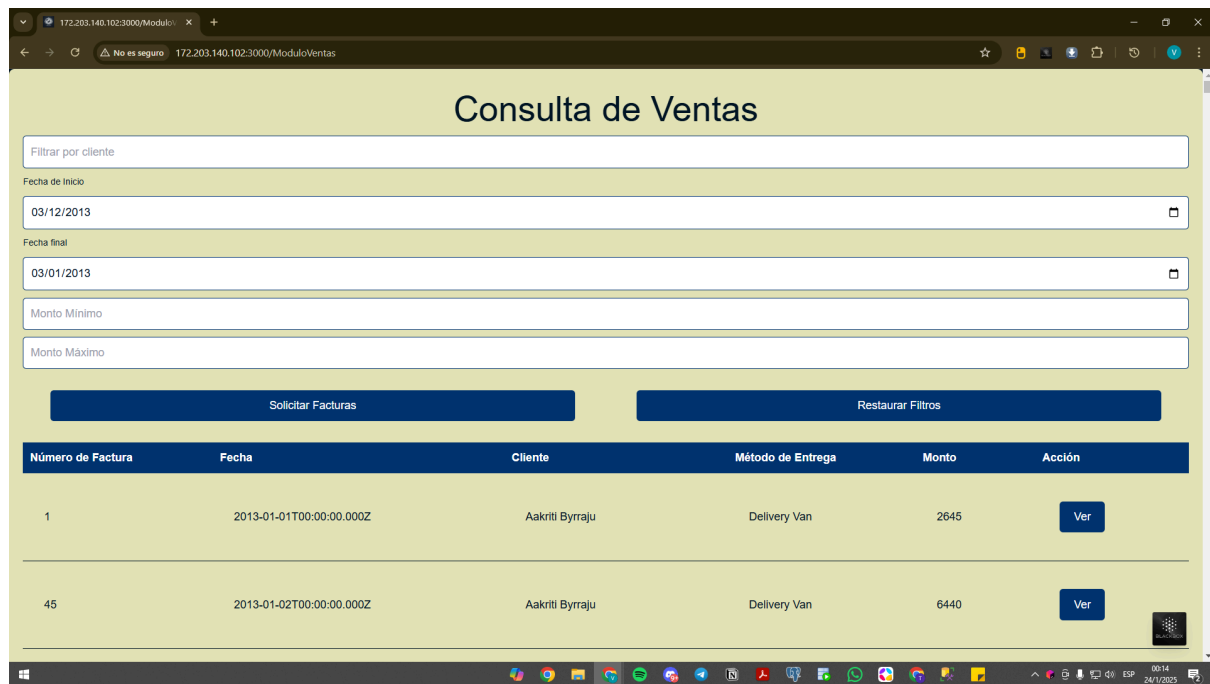 172.203.140.102:3000/ModuloV
No es seguro 172.203.140.102:3000/ModuloVentas
V
Consulta de Ventas
Filtrar por cliente
Fecha de Inicio
03/12/2013
Fecha final
03/01/2013
Monto Mínimo
Monto Máximo
Solicitar Facturas Restaurar Filtros
Número de Factura Fecha Cliente Método de Entrega Monto Acción
1 2013-01-01T00:00:00.000Z Aakriti Byrraju Delivery Van 2645 Ver
45 2013-01-02T00:00:00.000Z Aakriti Byrraju Delivery Van 6440 Ver
BLACKBOX
ESP 00:14
24/1/2025